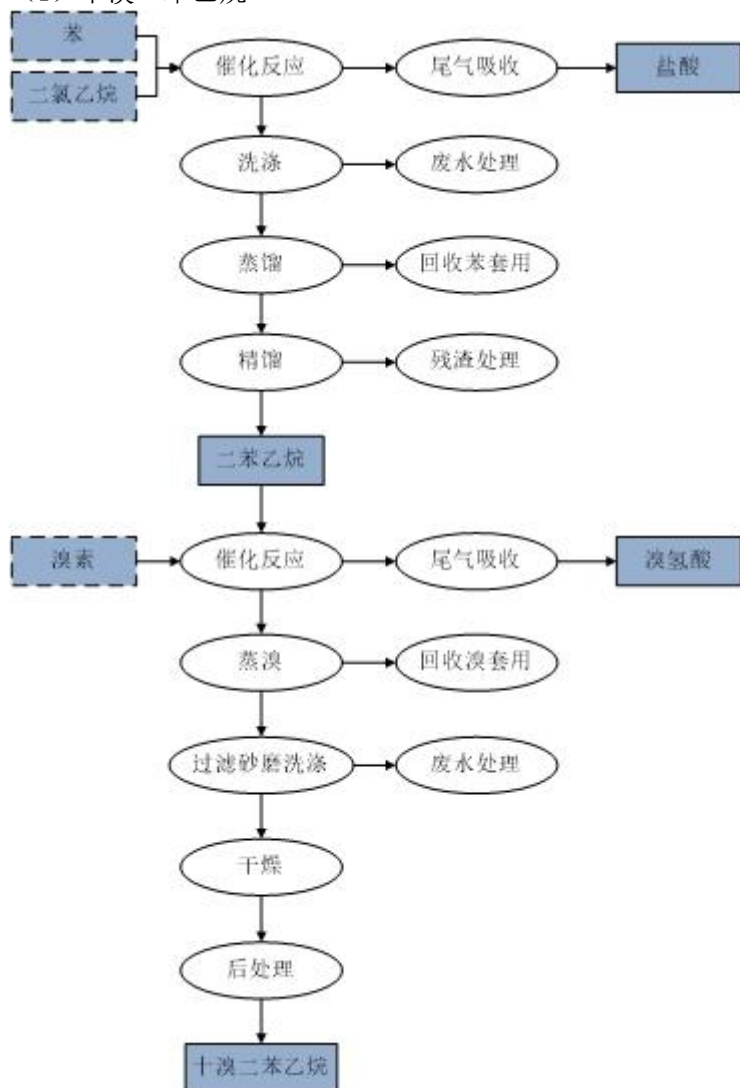 苯
催化反应
尾气吸收
盐酸
二氯乙烷
洗涤
废水处理
蒸馏
回收苯套用
精馏
残渣处理
二苯乙烷
溴素
催化反应
尾气吸收
溴氢酸
蒸溴
回收溴套用
过滤砂磨洗涤
废水处理
干燥
后处理
十溴二苯乙烷